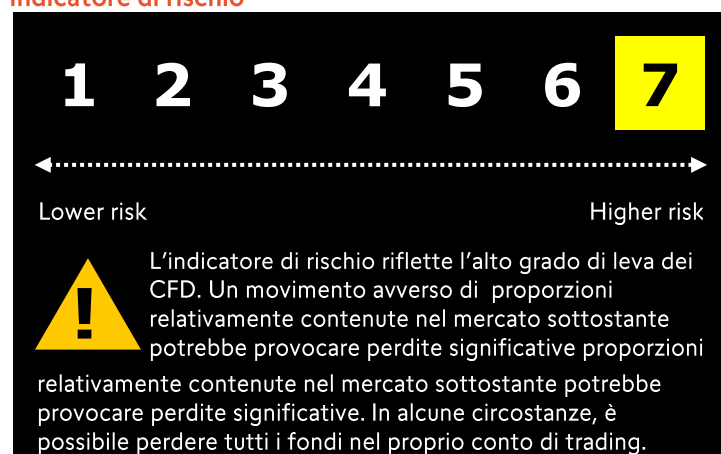 Indicatore di rischio
1 2 3 4 5 6 7
Lower risk Higher risk
L'indicatore di rischio riflette l'alto grado di leva dei
CFD. Un movimento avverso di proporzioni
relativamente contenute nel mercato sottostante
potrebbe provocare perdite significative proporzioni
relativamente contenute nel mercato sottostante potrebbe
provocare perdite significative. In alcune circostanze, è
possibile perdere tutti i fondi nel proprio conto di trading.